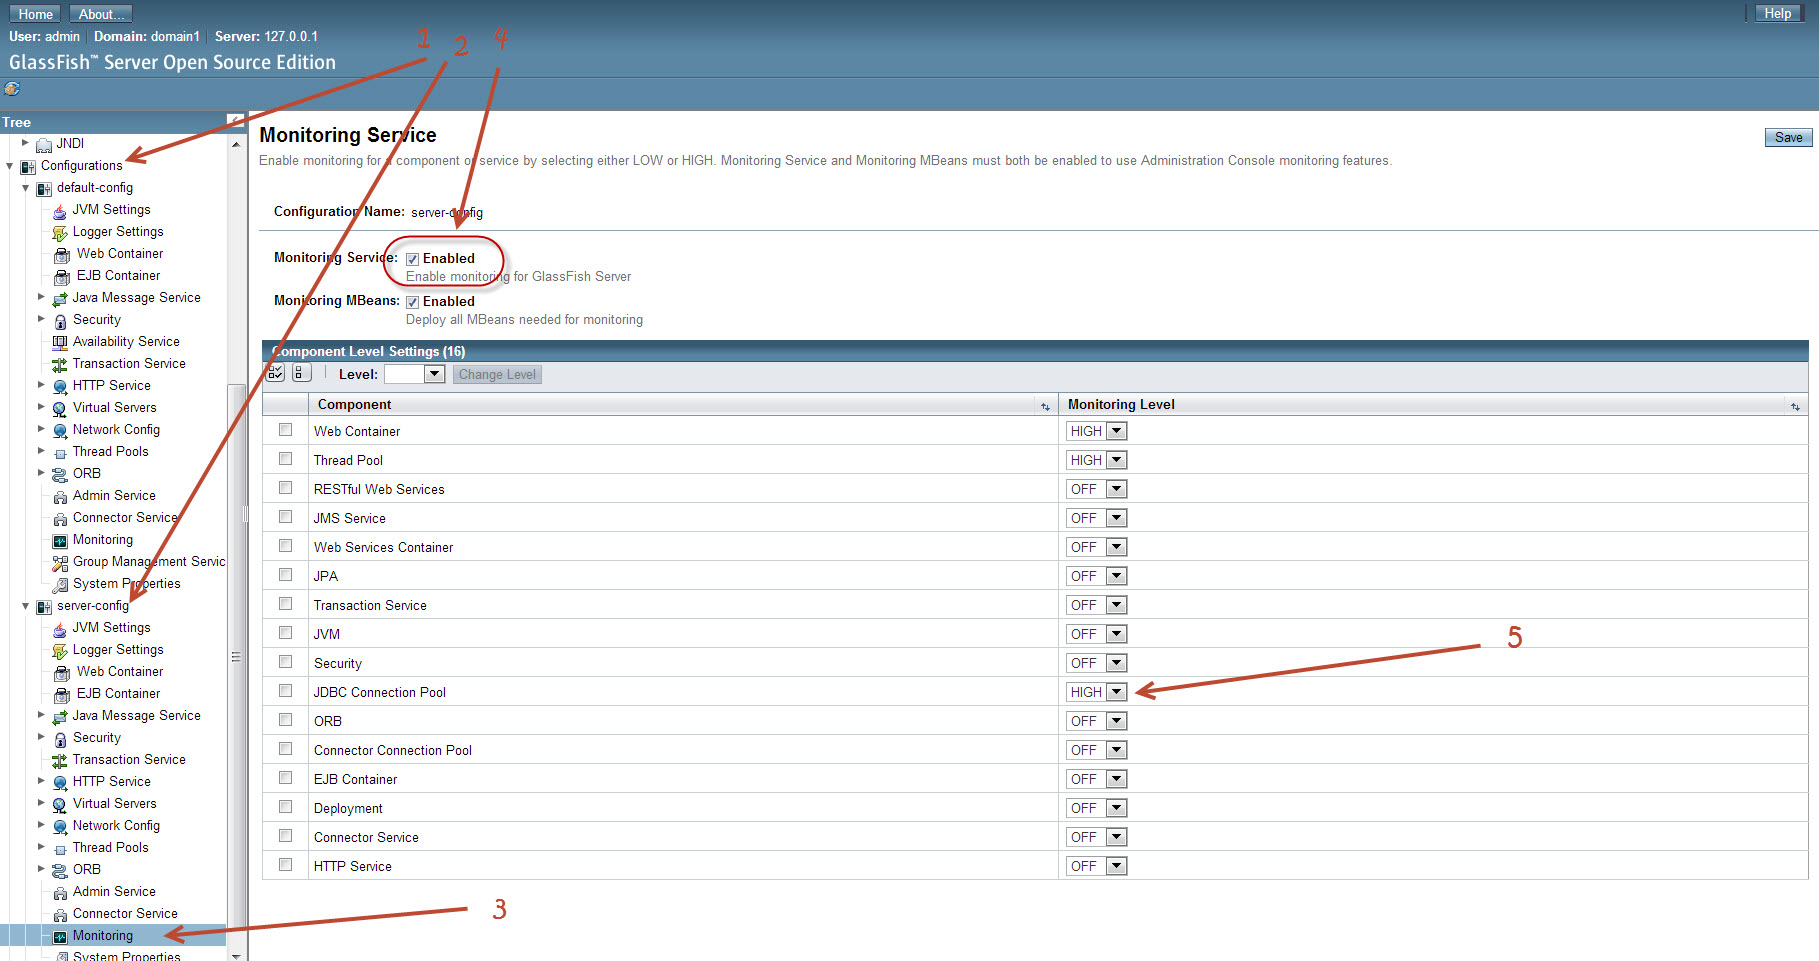 Home About... Help
User: admin Domain: domain1 Server: 127.0.0.1
GlassFish™ Server Open Source Edition
1 2 4
Tree
JNDI
Configurations
default-config
JVM Settings
Logger Settings
Web Container
EJB Container
Java Message Service
Security
Availability Service
Transaction Service
HTTP Service
Virtual Servers
Network Config
Thread Pools
ORB
Admin Service
Connector Service
Monitoring
Group Management Servic
System Properties
server-config
JVM Settings
Logger Settings
Web Container
EJB Container
Java Message Service
Security
Transaction Service
HTTP Service
Virtual Servers
Network Config
Thread Pools
ORB
Admin Service
Connector Service
Monitoring
System Properties
3
Monitoring Service
Save
Enable monitoring for a component or service by selecting either LOW or HIGH. Monitoring Service and Monitoring MBeans must both be enabled to use Administration Console monitoring features.
Configuration Name: server-config
Monitoring Service: Enabled
Enable monitoring for GlassFish Server
Monitoring MBeans: Enabled
Deploy all MBeans needed for monitoring
Component Level Settings (16)
Level: Change Level
Component Monitoring Level
Web Container HIGH
Thread Pool HIGH
RESTful Web Services OFF
JMS Service OFF
Web Services Container OFF
JPA OFF
Transaction Service OFF
JVM OFF
Security OFF
5
JDBC Connection Pool HIGH
ORB OFF
Connector Connection Pool OFF
EJB Container OFF
Deployment OFF
Connector Service OFF
HTTP Service OFF